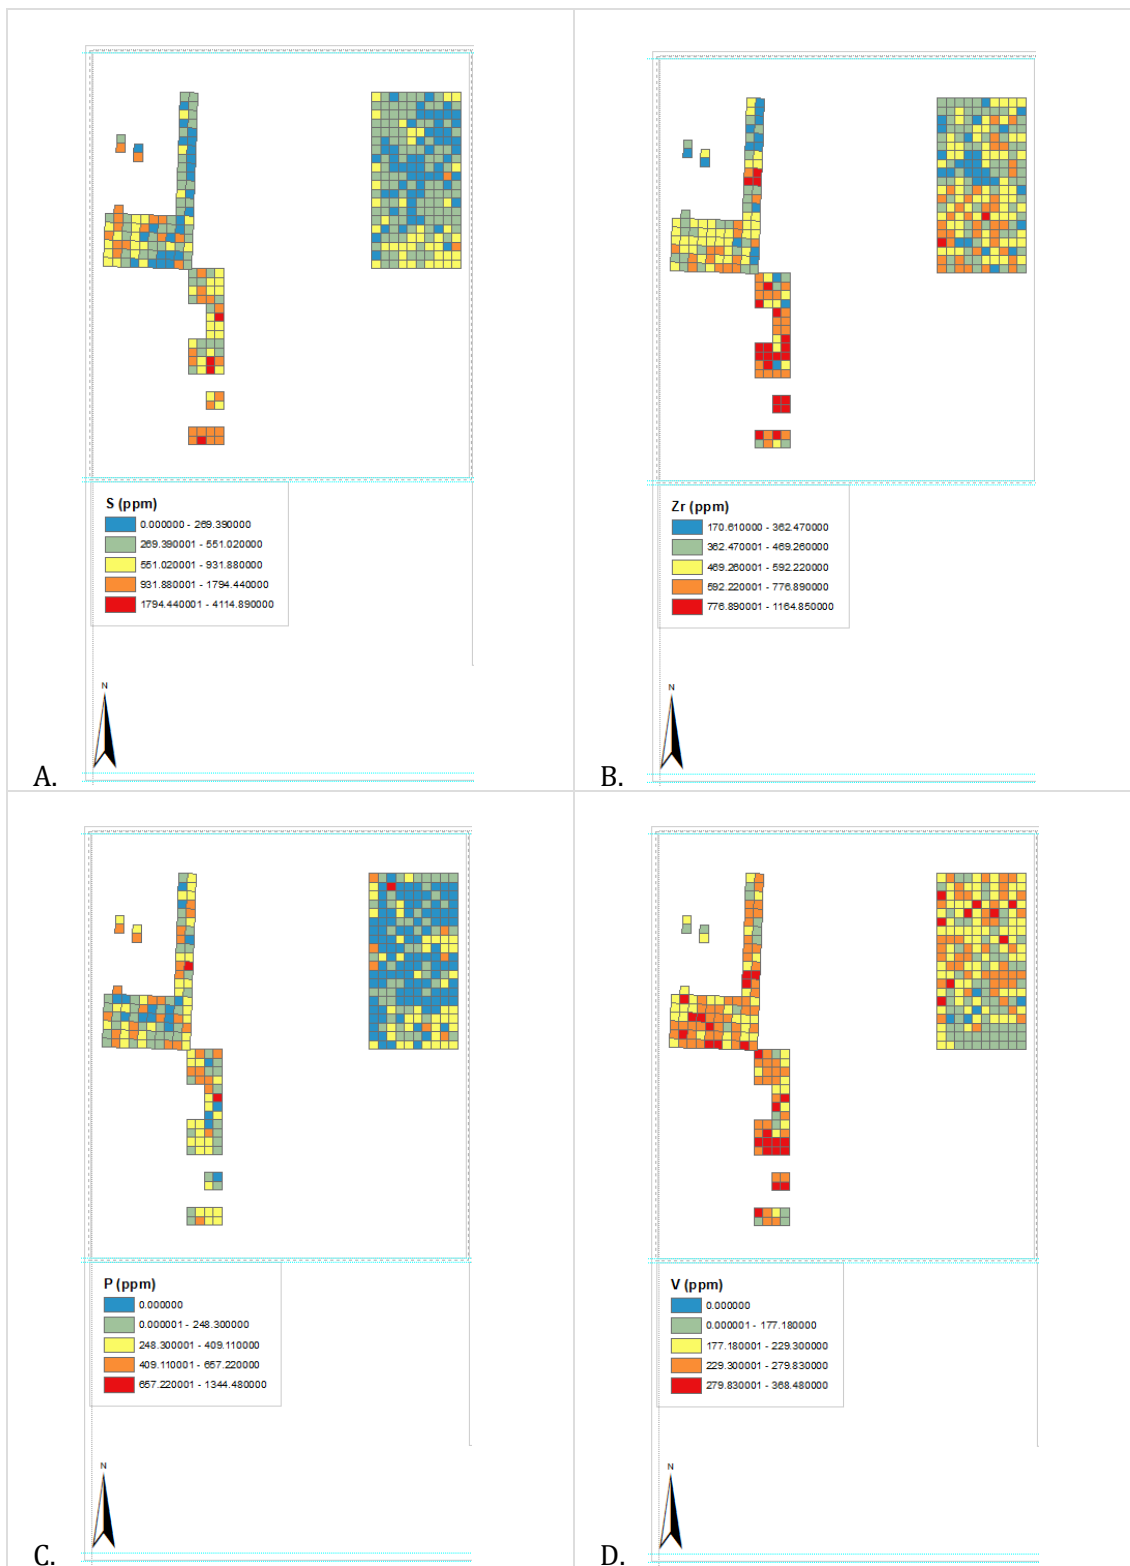 S (ppm)
0.000000 - 269.390000
269.390001 - 551.020000
551.020001 - 931.880000
931.880001 - 1794.440000
1794.440001 - 4114.890000
N
A.
Zr (ppm)
170.610000 - 362.470000
362.470001 - 469.260000
469.260001 - 592.220000
592.220001 - 776.890000
776.890001 - 1164.850000
N
B.
P (ppm)
0.000000
0.000001 - 248.300000
248.300001 - 409.110000
409.110001 - 657.220000
657.220001 - 1344.480000
N
C.
V (ppm)
0.000000
0.000001 - 177.180000
177.180001 - 229.300000
229.300001 - 279.830000
279.830001 - 368.480000
N
D.